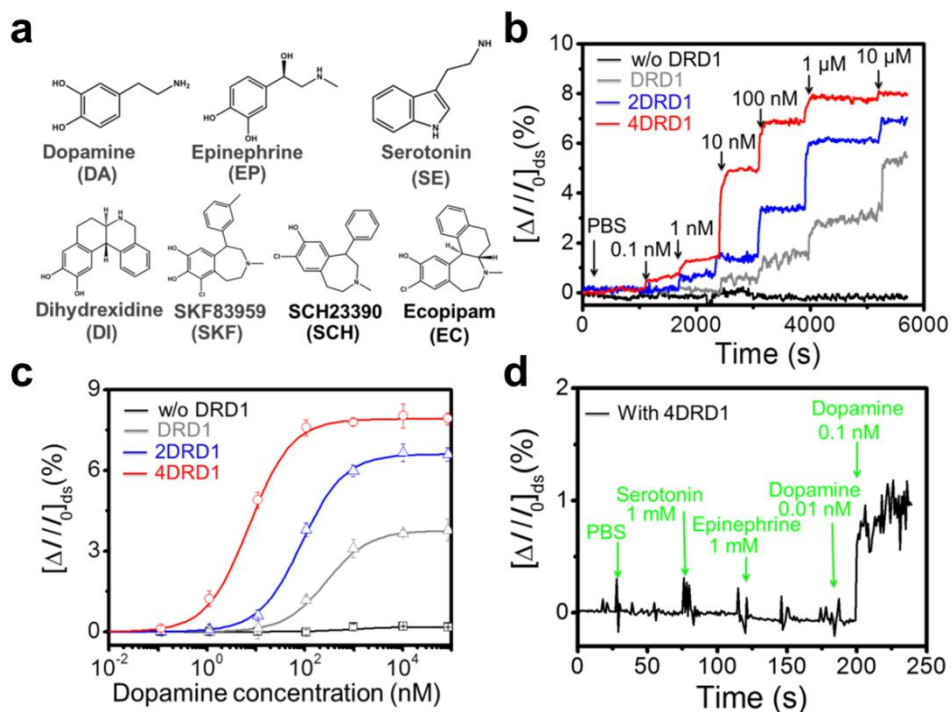 a
HO
HO
NH₂
Dopamine
(DA)
OH
HO
HO
H
N
Epinephrine
(EP)
NH
N
H
Serotonin
(SE)
H
H
N
H
HO
OH
Dihydrexidine
(DI)
HO
HO
Cl
N
SKF83959
(SKF)
HO
Cl
N
SCH23390
(SCH)
H
H
N
HO
Cl
Ecopipam
(EC)
b
[ΔI/I₀]ds(%)
10
8
6
4
2
0
w/o DRD1
DRD1
2DRD1
4DRD1
PBS
0.1 nM
1 nM
10 nM
100 nM
1 µM
10 µM
0 2000 4000 6000
Time (s)
c
[ΔI/I₀]ds(%)
9
6
3
0
w/o DRD1
DRD1
2DRD1
4DRD1
10⁻² 10⁰ 10² 10⁴
Dopamine concentration (nM)
d
[ΔI/I₀]ds(%)
2
1
0
With 4DRD1
PBS
Serotonin
1 mM
Epinephrine
1 mM
Dopamine
0.01 nM
Dopamine
0.1 nM
0 50 100 150 200 250
Time (s)